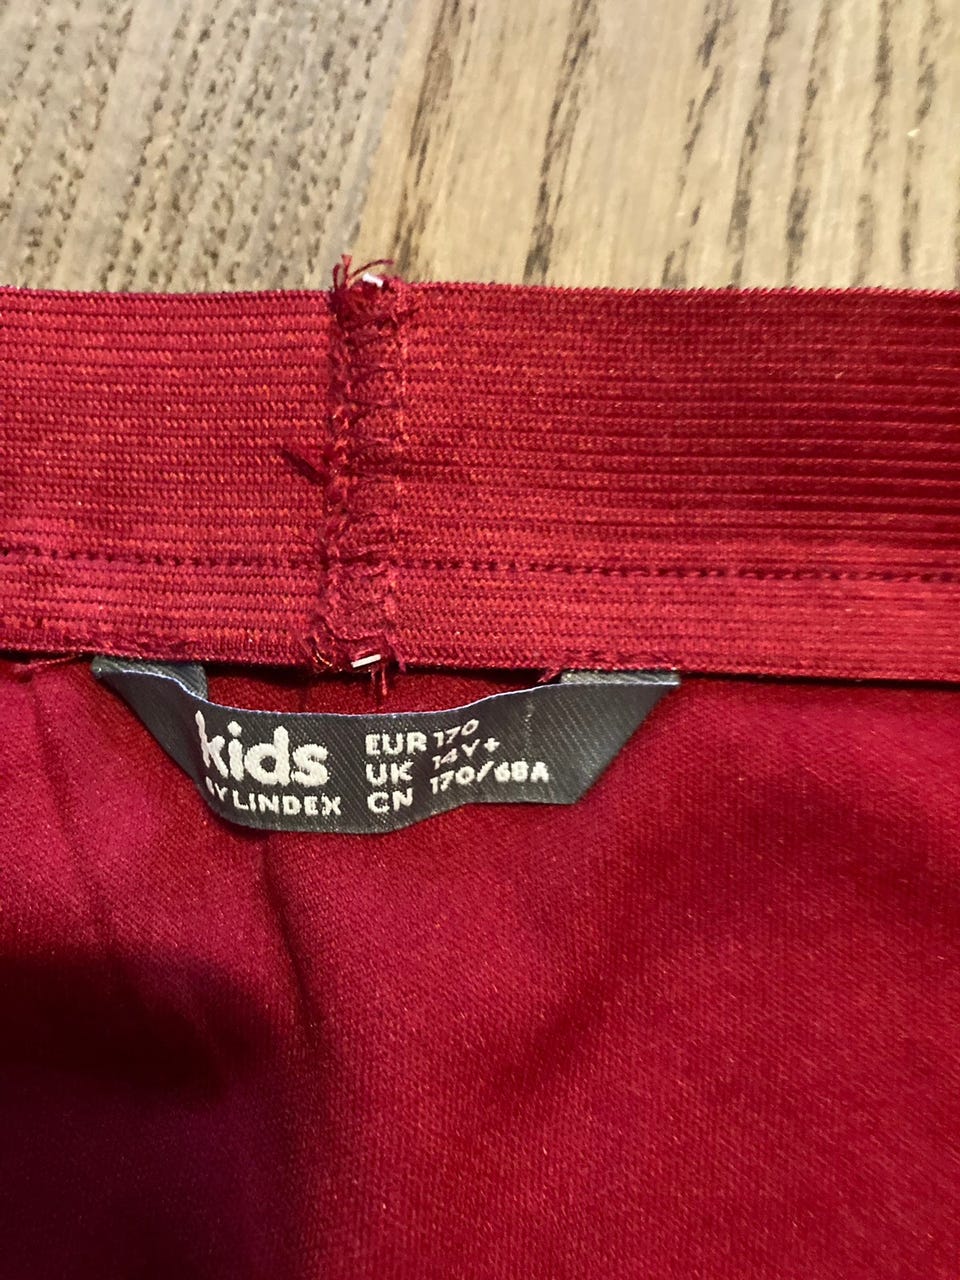 kids
BY LINDEX
EUR 170
UK 14Y+
CN 170/68A